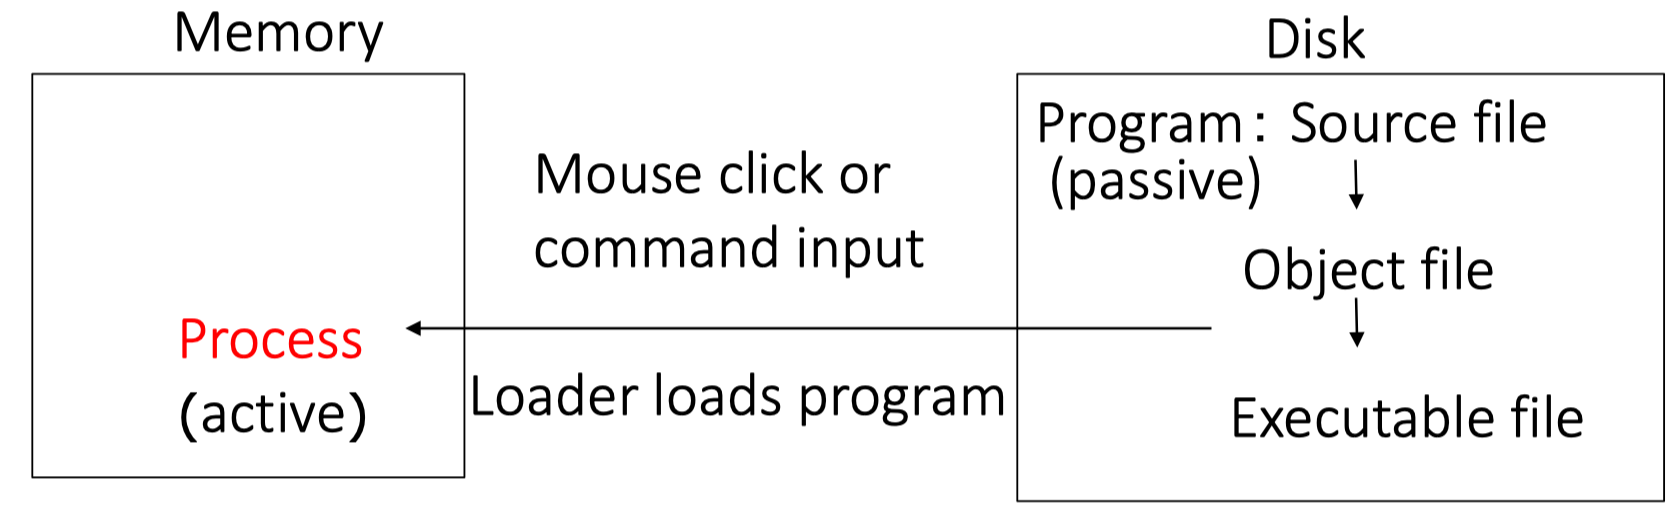 Memory
Disk
Program: Source file
(passive)
Mouse click or
command input
Object file
Process
(active)
Loader loads program
Executable file